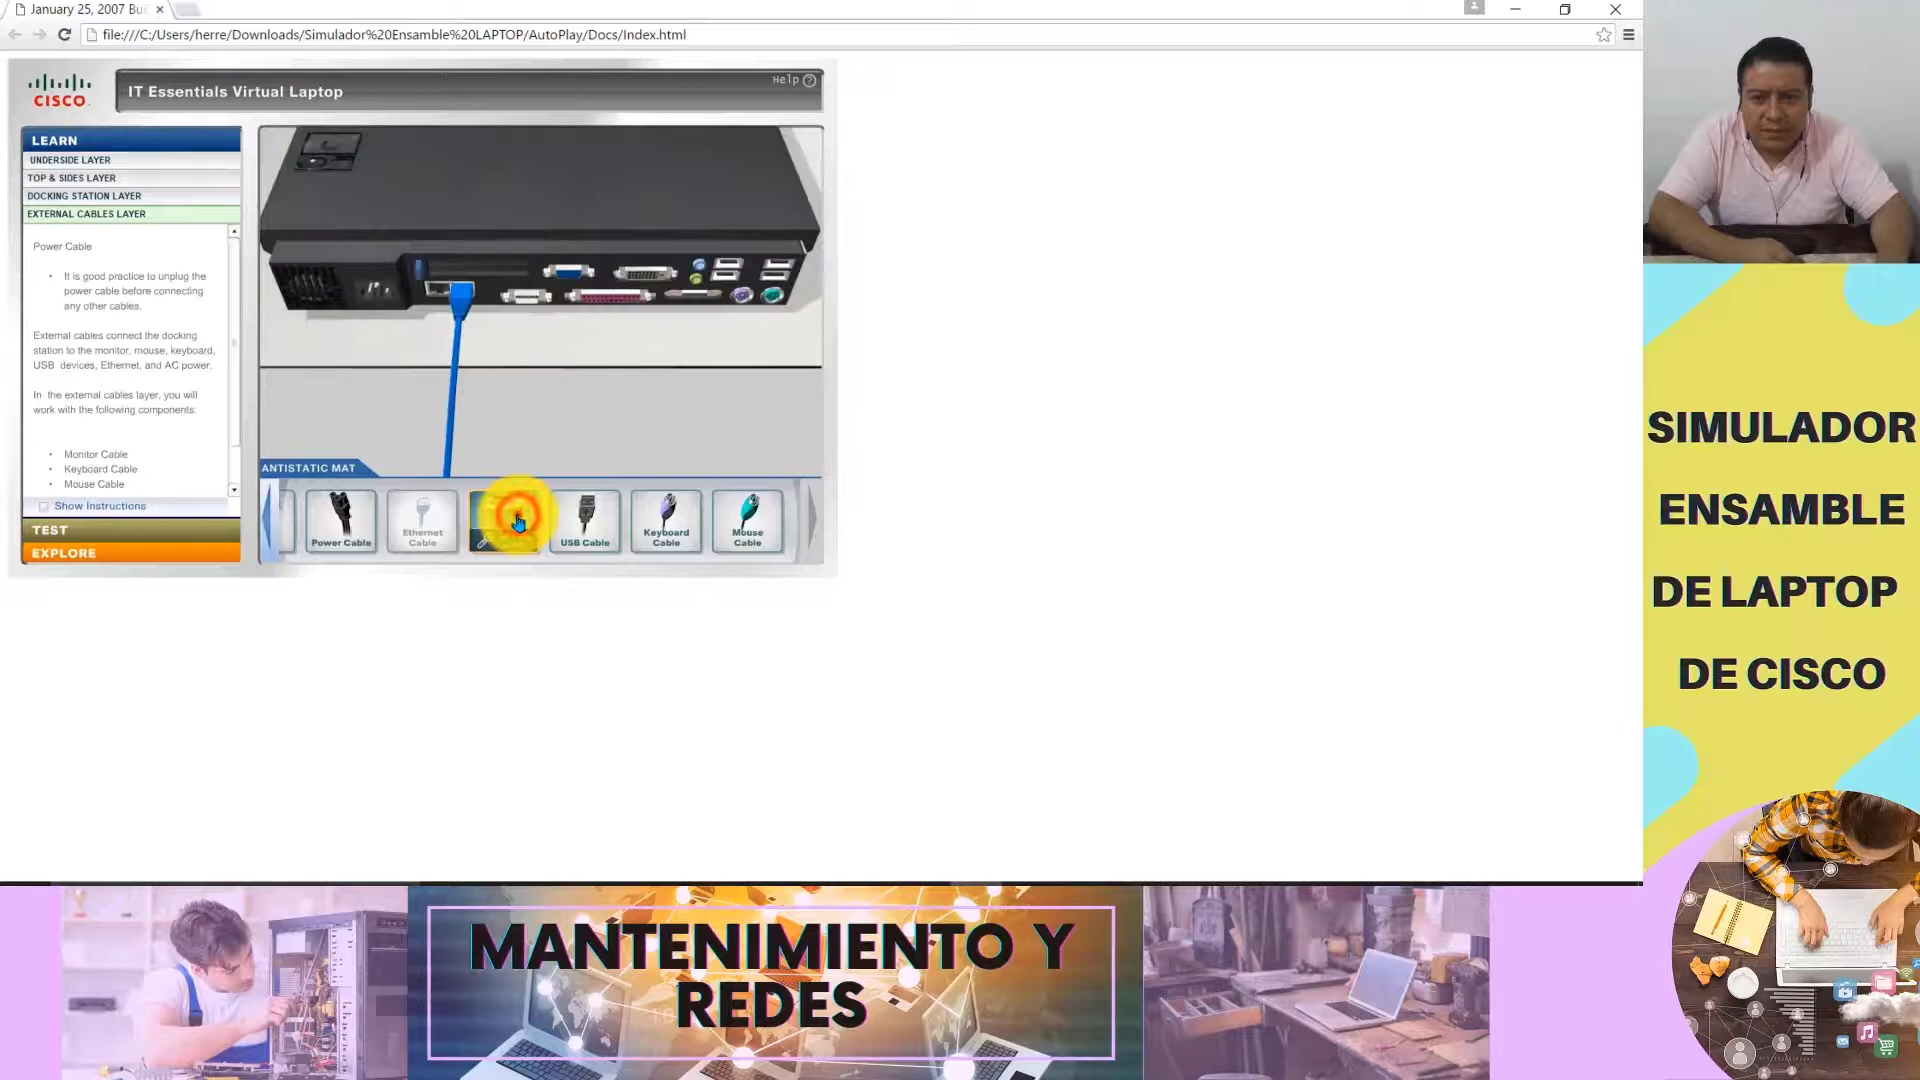 January 25, 2007 Bu
file:///C:/Users/herre/Downloads/Simulador%20Ensamble%20LAPTOP/AutoPlay/Docs/Index.html
CISCO
IT Essentials Virtual Laptop
Help
LEARN
UNDERSIDE LAYER
TOP & SIDES LAYER
DOCKING STATION LAYER
EXTERNAL CABLES LAYER
Power Cable
• It is good practice to unplug the
power cable before connecting
any other cables.
External cables connect the docking
station to the monitor, mouse, keyboard,
USB devices, Ethernet, and AC power.
In the external cables layer, you will
work with the following components:
• Monitor Cable
• Keyboard Cable
• Mouse Cable
Show Instructions
TEST
EXPLORE
ANTISTATIC MAT
Power Cable
Ethernet
Cable
USB Cable
Keyboard
Cable
Mouse
Cable
SIMULADOR
ENSAMBLE
DE LAPTOP
DE CISCO
MANTENIMIENTO Y
REDES